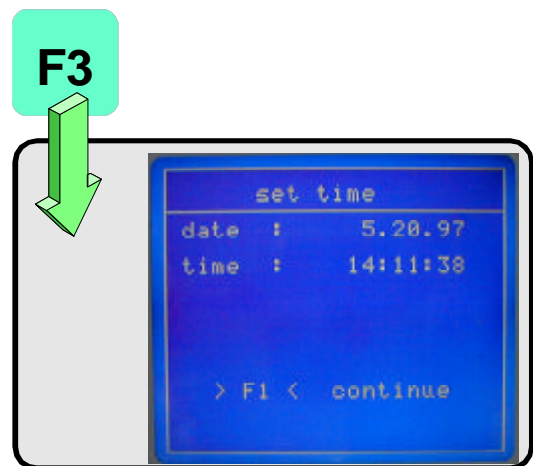 F3
set time
date : 5.20.97
time : 14:11:38
> F1 < continue